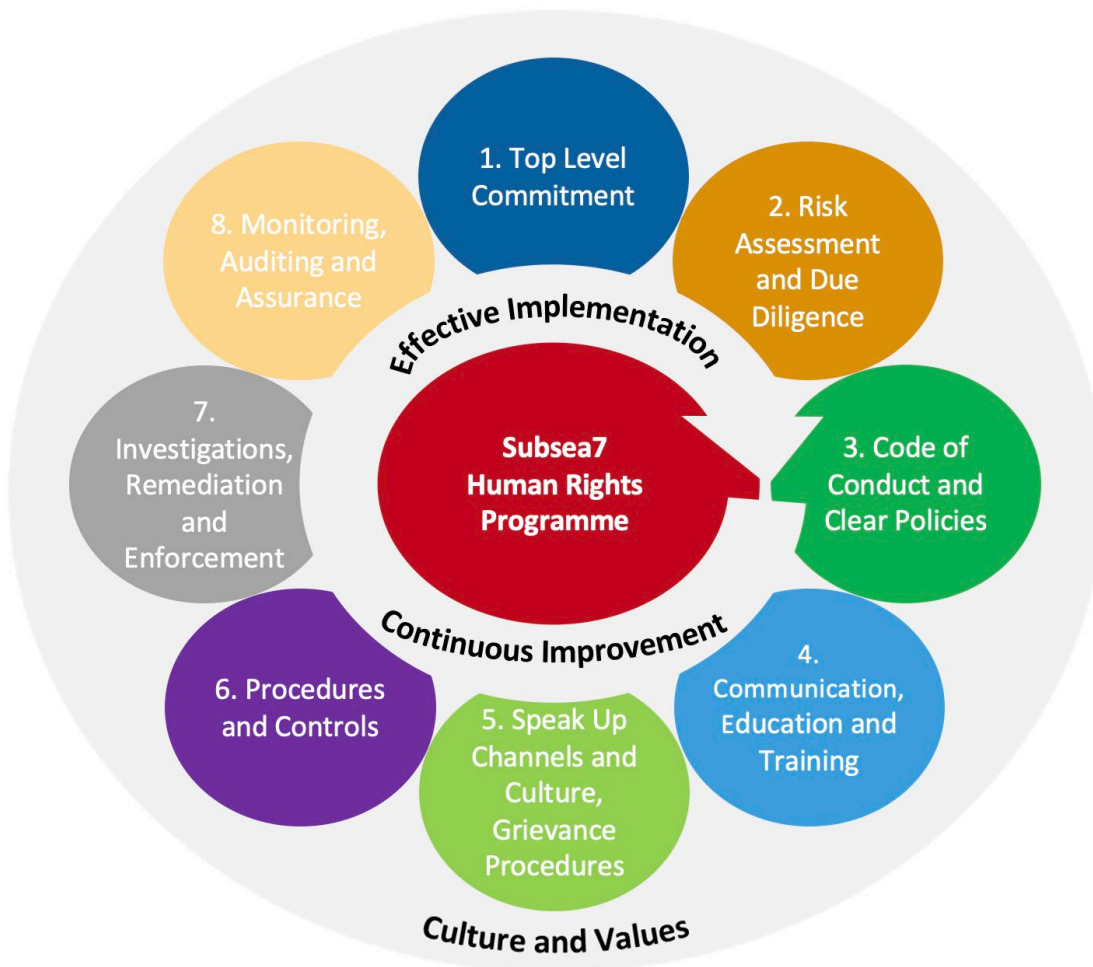 1. Top Level
Commitment
2. Risk
Assessment
and Due
Diligence
3. Code of
Conduct and
Clear Policies
4.
Communication,
Education and
Training
5. Speak Up
Channels and
Culture,
Grievance
Procedures
6. Procedures
and Controls
7.
Investigations,
Remediation
and
Enforcement
8. Monitoring,
Auditing and
Assurance
Effective Implementation
Subsea7
Human Rights
Programme
Continuous Improvement
Culture and Values